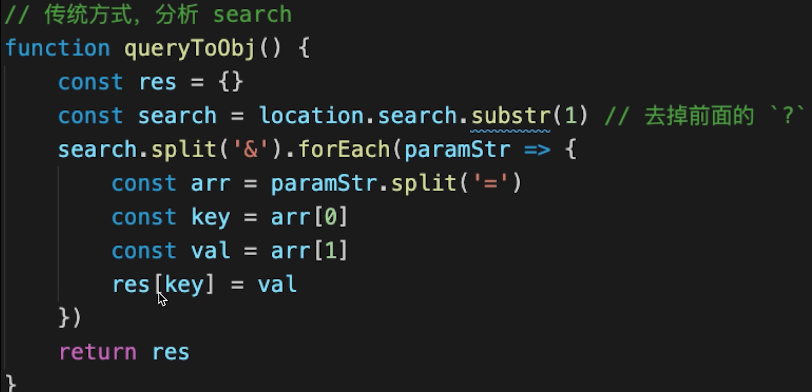 // 传统方式，分析 search
function queryToObj() {
    const res = {}
    const search = location.search.substr(1) // 去掉前面的 `?`
    search.split('&').forEach(paramStr => {
        const arr = paramStr.split('=')
        const key = arr[0]
        const val = arr[1]
        res[key] = val
    })
    return res
}